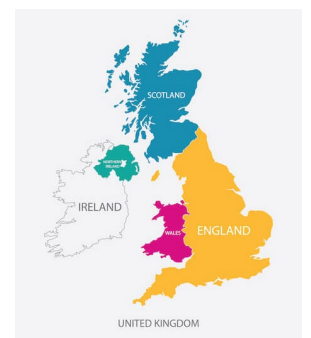 SCOTLAND
NORTHERN
IRELAND
IRELAND
WALES
ENGLAND
UNITED KINGDOM